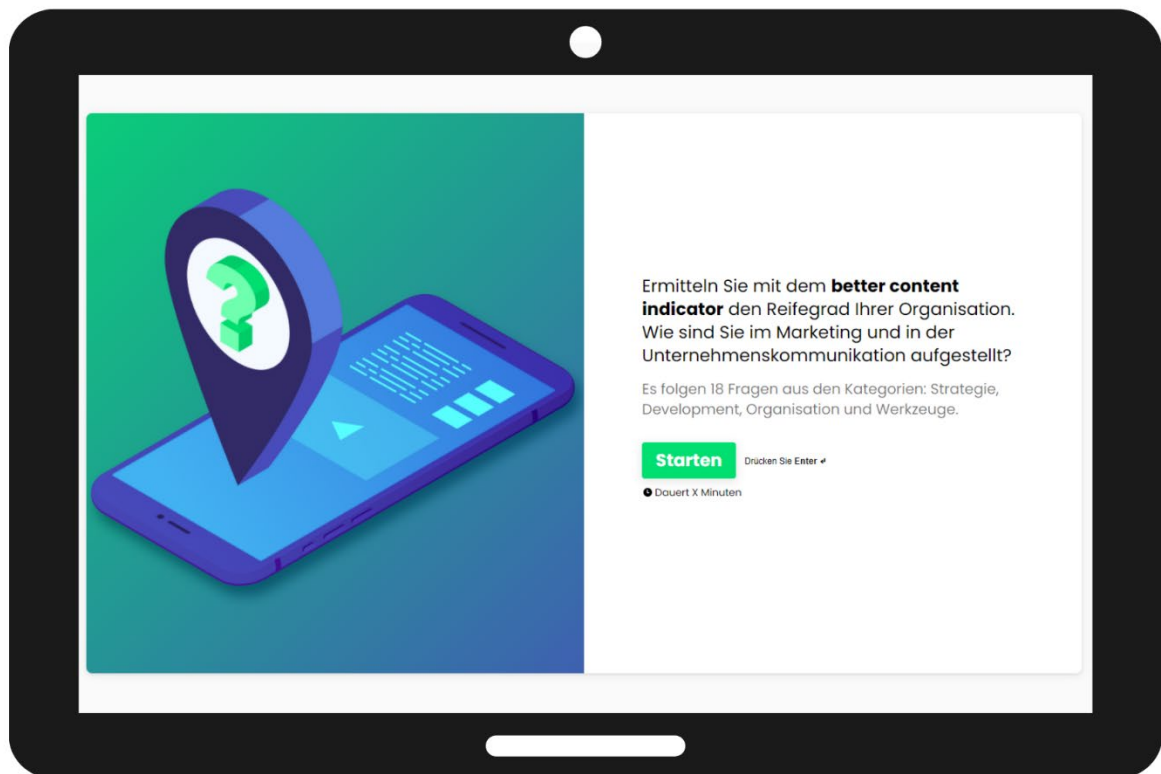 Ermitteln Sie mit dem better content
indicator den Reifegrad Ihrer Organisation.
Wie sind Sie im Marketing und in der
Unternehmenskommunikation aufgestellt?
Es folgen 18 Fragen aus den Kategorien: Strategie,
Development, Organisation und Werkzeuge.
Starten Drücken Sie Enter ↵
Dauert X Minuten